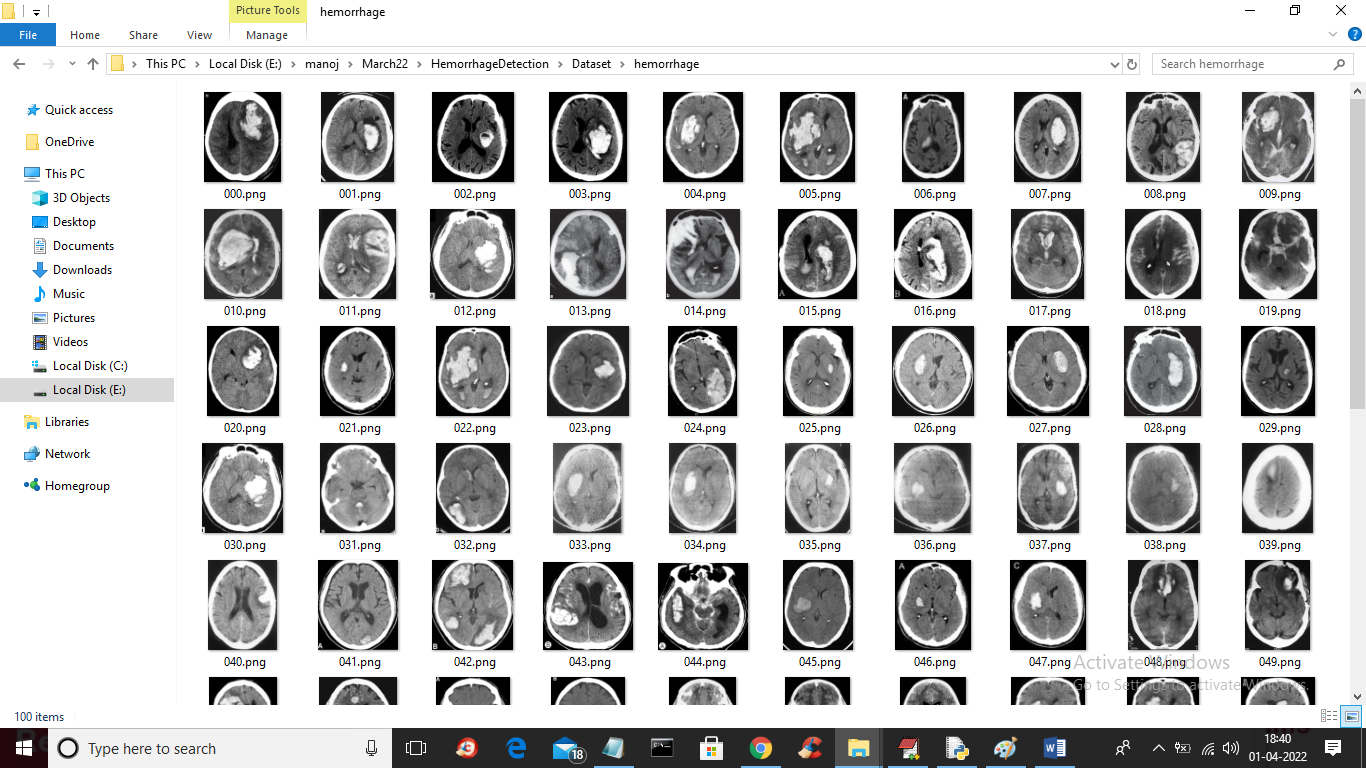 Picture Tools
hemorrhage
File
Home
Share
View
Manage
This PC
Local Disk (E:)
manoj
March22
HemorrhageDetection
Dataset
hemorrhage
Search hemorrhage
Quick access
OneDrive
This PC
3D Objects
Desktop
Documents
Downloads
Music
Pictures
Videos
Local Disk (C:)
Local Disk (E:)
Libraries
Network
Homegroup
000.png 001.png 002.png 003.png 004.png 005.png 006.png 007.png 008.png 009.png
010.png 011.png 012.png 013.png 014.png 015.png 016.png 017.png 018.png 019.png
020.png 021.png 022.png 023.png 024.png 025.png 026.png 027.png 028.png 029.png
030.png 031.png 032.png 033.png 034.png 035.png 036.png 037.png 038.png 039.png
040.png 041.png 042.png 043.png 044.png 045.png 046.png 047.png 048.png 049.png
Activate Windows
Go to Settings to activate Windows.
100 items
Type here to search
18
18:40
01-04-2022